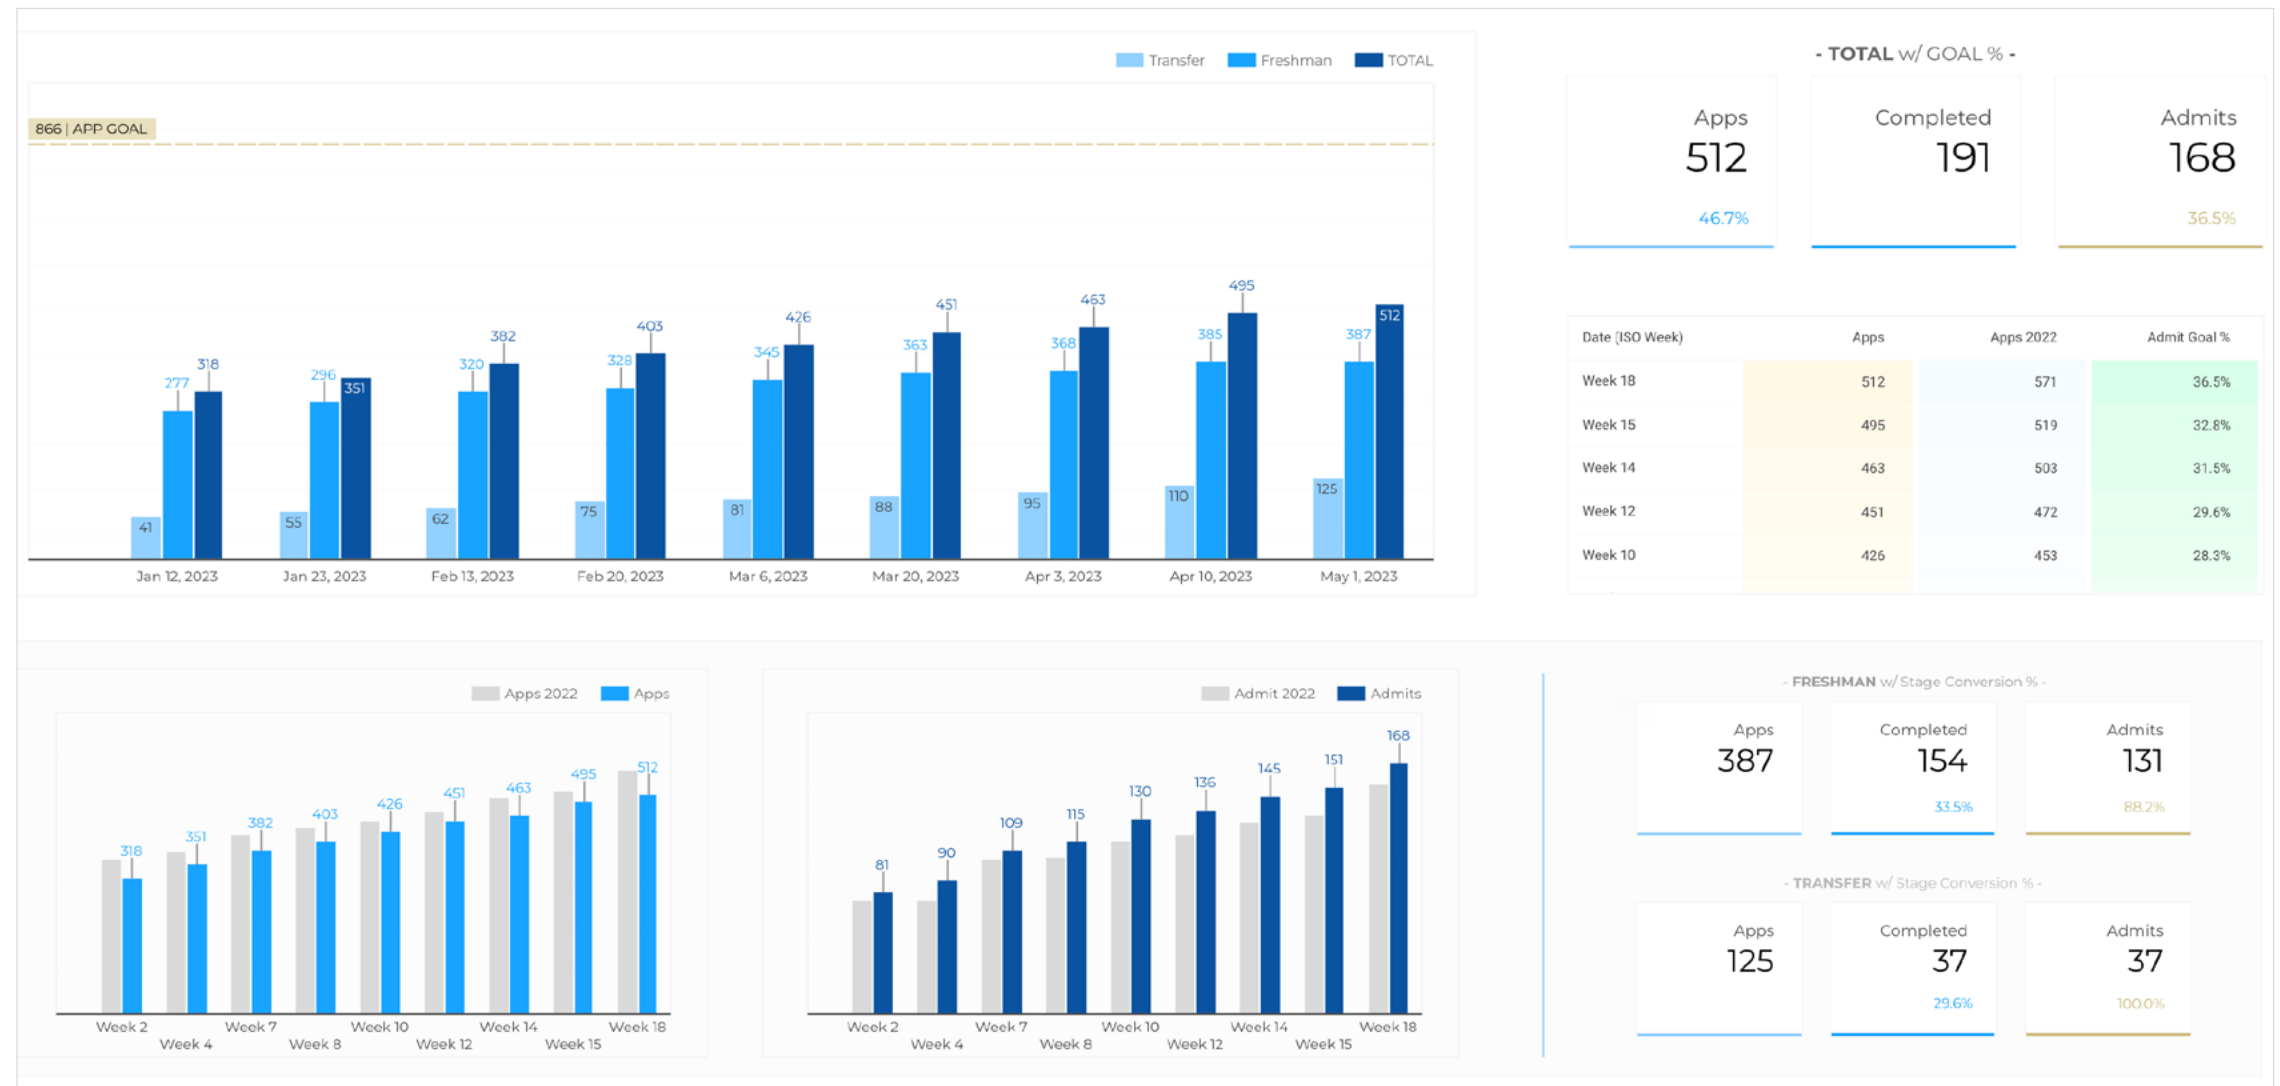 Transfer Freshman TOTAL
866 | APP GOAL
318 382 403 426 451 463 495 512
277 296 351 320 328 345 363 368 385 387
41 55 62 75 81 88 95 110 125
Jan 12, 2023 Jan 23, 2023 Feb 13, 2023 Feb 20, 2023 Mar 6, 2023 Mar 20, 2023 Apr 3, 2023 Apr 10, 2023 May 1, 2023
- TOTAL w/ GOAL % -
Apps Completed Admits
512 191 168
46.7% 36.5%
Date (ISO Week) Apps Apps 2022 Admit Goal %
Week 18 512 571 36.5%
Week 15 495 519 32.8%
Week 14 463 503 31.5%
Week 12 451 472 29.6%
Week 10 426 453 28.3%
Apps 2022 Apps
318 351 382 403 426 451 463 495 512
Week 2 Week 7 Week 10 Week 14 Week 18
Week 4 Week 8 Week 12 Week 15
Admit 2022 Admits
81 90 109 115 130 136 145 151 168
Week 2 Week 7 Week 10 Week 14 Week 18
Week 4 Week 8 Week 12 Week 15
- FRESHMAN w/ Stage Conversion % -
Apps Completed Admits
387 154 131
33.5% 88.2%
- TRANSFER w/ Stage Conversion % -
Apps Completed Admits
125 37 37
29.6% 100.0%